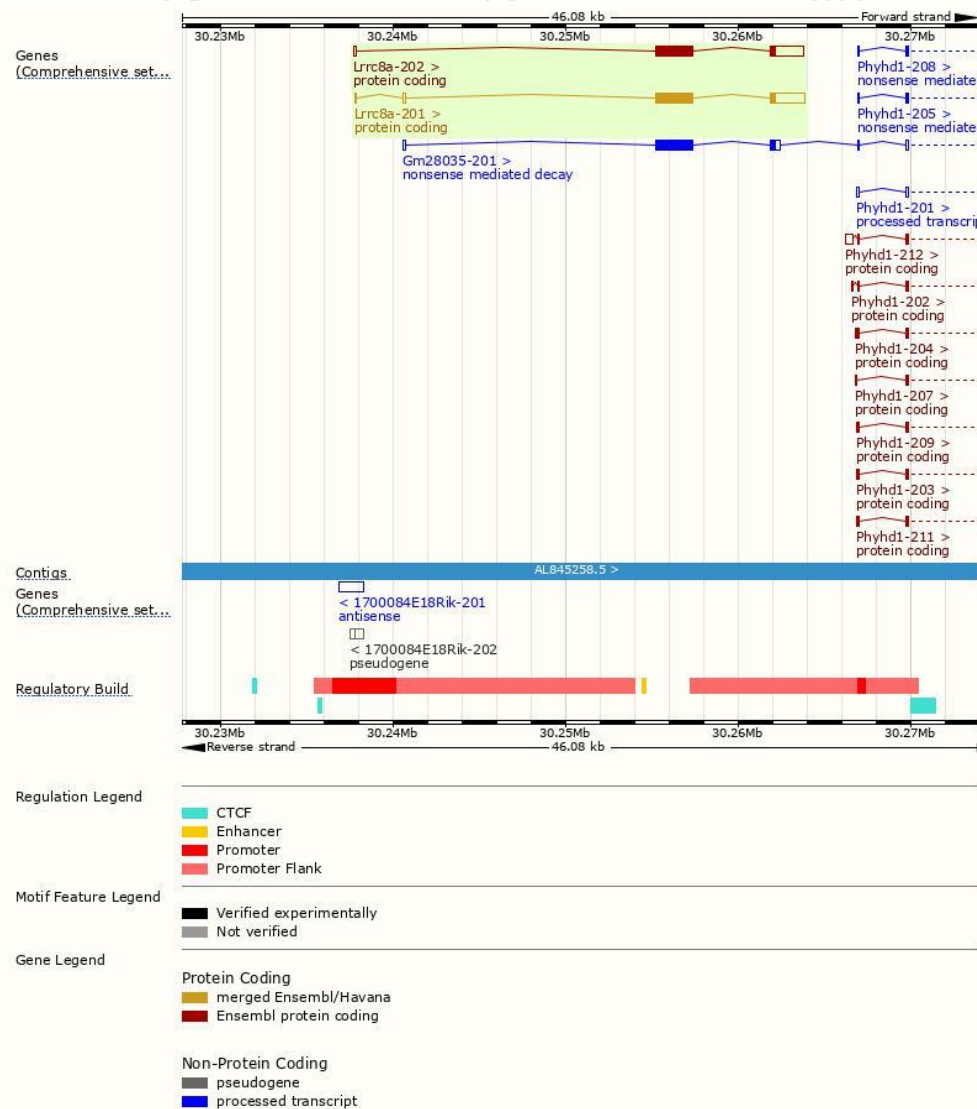 46.08 kb
Forward strand
30.23Mb 30.24Mb 30.25Mb 30.26Mb 30.27Mb
Genes
(Comprehensive set...
Lrrc8a-202 >
protein coding
Phyhd1-208 >
nonsense mediate
Lrrc8a-201 >
protein coding
Phyhd1-205 >
nonsense mediate
Gm28035-201 >
nonsense mediated decay
Phyhd1-201 >
processed transcrip
Phyhd1-212 >
protein coding
Phyhd1-202 >
protein coding
Phyhd1-204 >
protein coding
Phyhd1-207 >
protein coding
Phyhd1-209 >
protein coding
Phyhd1-203 >
protein coding
Phyhd1-211 >
protein coding
Contigs
AL845258.5 >
Genes
(Comprehensive set...
< 1700084E18Rik-201
antisense
< 1700084E18Rik-202
pseudogene
Regulatory Build
30.23Mb 30.24Mb 30.25Mb 30.26Mb 30.27Mb
Reverse strand
46.08 kb
Regulation Legend
CTCF
Enhancer
Promoter
Promoter Flank
Motif Feature Legend
Verified experimentally
Not verified
Gene Legend
Protein Coding
merged Ensembl/Havana
Ensembl protein coding
Non-Protein Coding
pseudogene
processed transcript